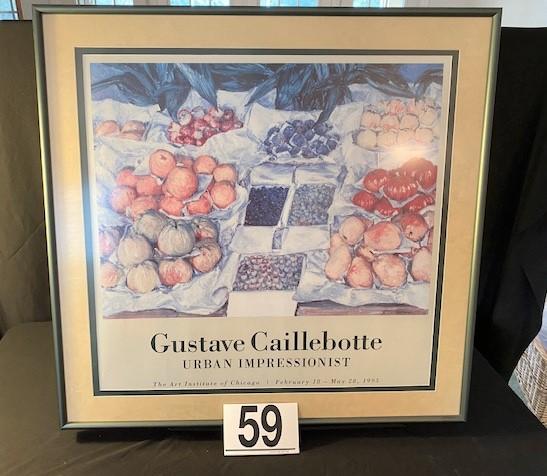 Gustave Caillebotte
URBAN IMPRESSIONIST
The Art Institute of Chicago | February 18 – May 28, 1995
59